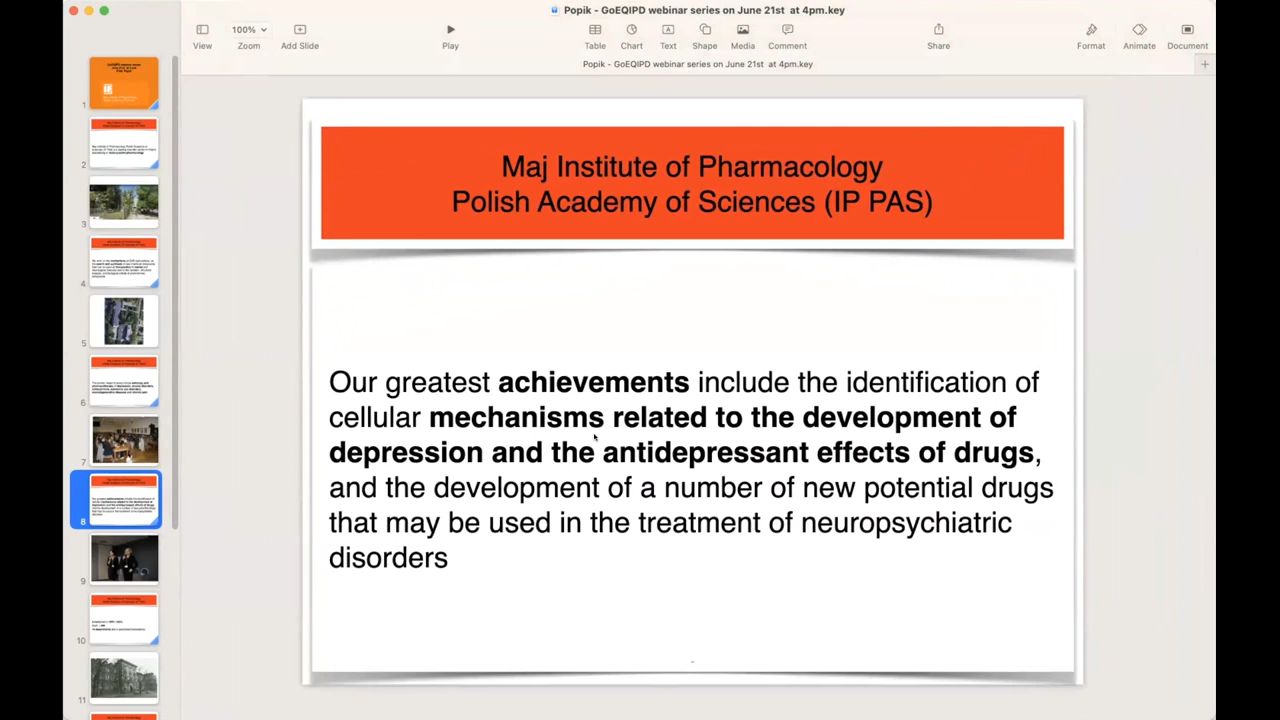 Popik - GoEQIPD webinar series on June 21st at 4pm.key
100%
View Zoom Add Slide Play Table Chart Text Shape Media Comment Share Format Animate Document
Popik - GoEQIPD webinar series on June 21st at 4pm.key
1
2
3
4
5
6
7
8
9
10
11
Maj Institute of Pharmacology
Polish Academy of Sciences (IP PAS)
Our greatest achievements include the identification of
cellular mechanisms related to the development of
depression and the antidepressant effects of drugs,
and the development of a number of new potential drugs
that may be used in the treatment of neuropsychiatric
disorders